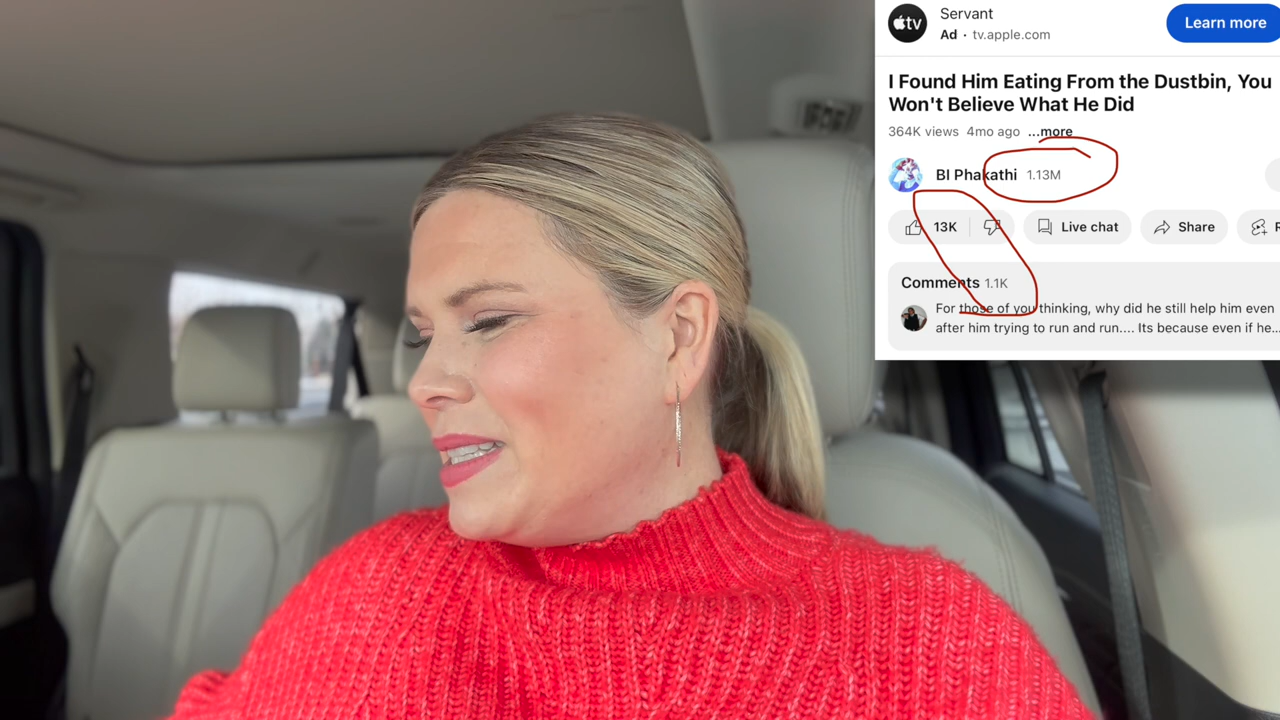 tv
Servant
Ad · tv.apple.com
Learn more
I Found Him Eating From the Dustbin, You
Won't Believe What He Did
364K views 4mo ago ...more
BI Phakathi 1.13M
13K
Live chat
Share
R
Comments 1.1K
For those of you thinking, why did he still help him even
after him trying to run and run.... Its because even if he...